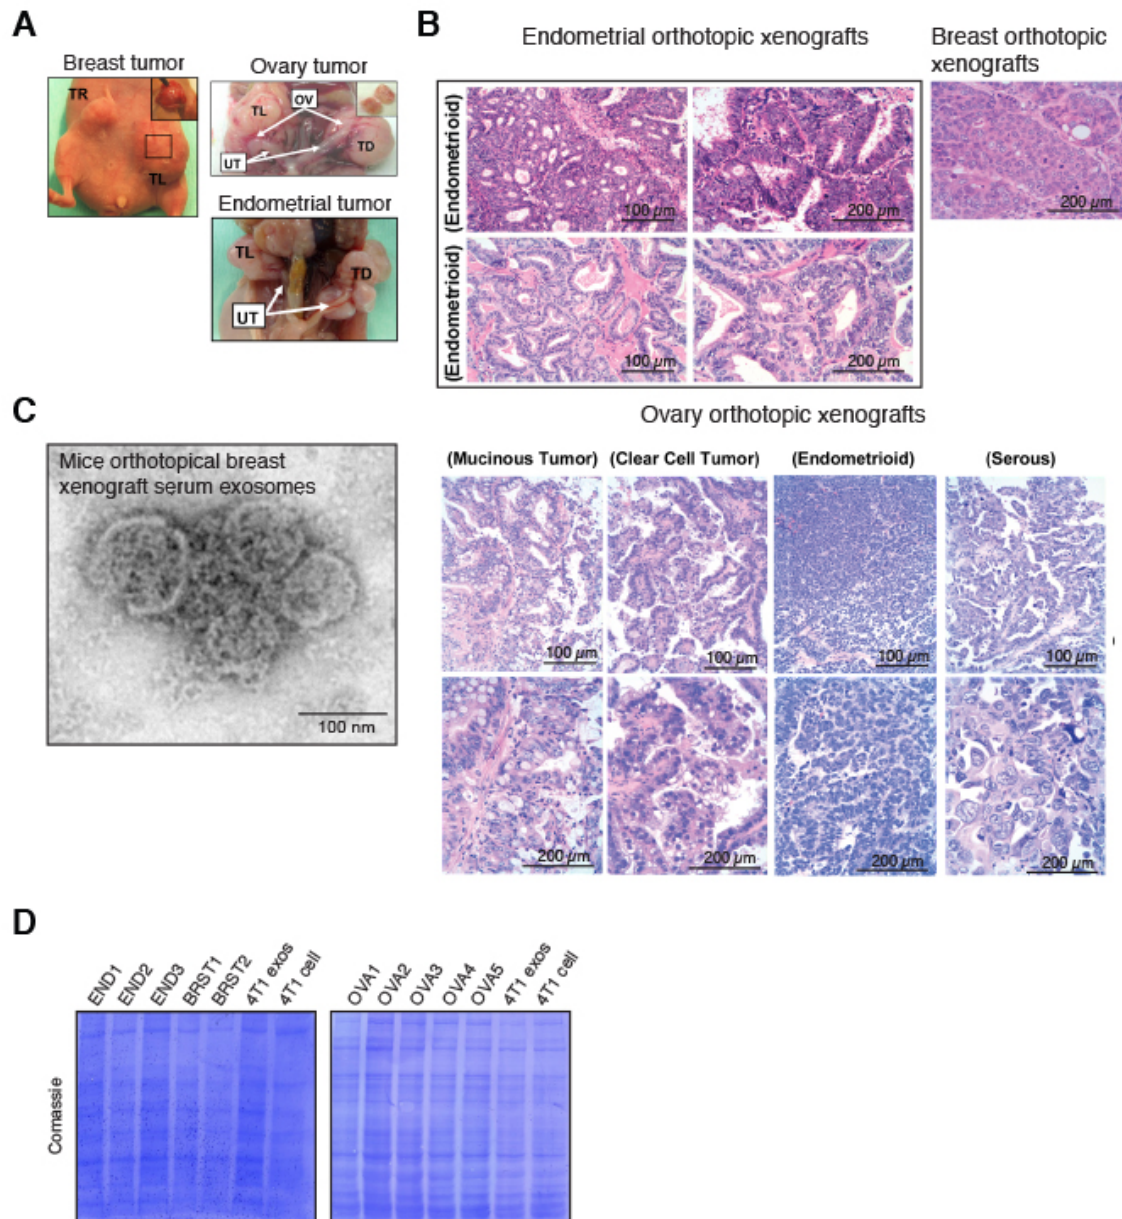 A
Breast tumor
TR
TL
Ovary tumor
TL
OV
TD
UT
Endometrial tumor
TL
TD
UT
B
Endometrial orthotopic xenografts
(Endometrioid)
100 µm
200 µm
(Endometrioid)
100 µm
200 µm
Breast orthotopic
xenografts
200 µm
Ovary orthotopic xenografts
(Mucinous Tumor) (Clear Cell Tumor) (Endometrioid) (Serous)
100 µm
100 µm
100 µm
100 µm
200 µm
200 µm
200 µm
200 µm
C
Mice orthotopical breast
xenograft serum exosomes
100 nm
D
END1
END2
END3
BRST1
BRST2
4T1 exos
4T1 cell
OVA1
OVA2
OVA3
OVA4
OVA5
4T1 exos
4T1 cell
Comassie